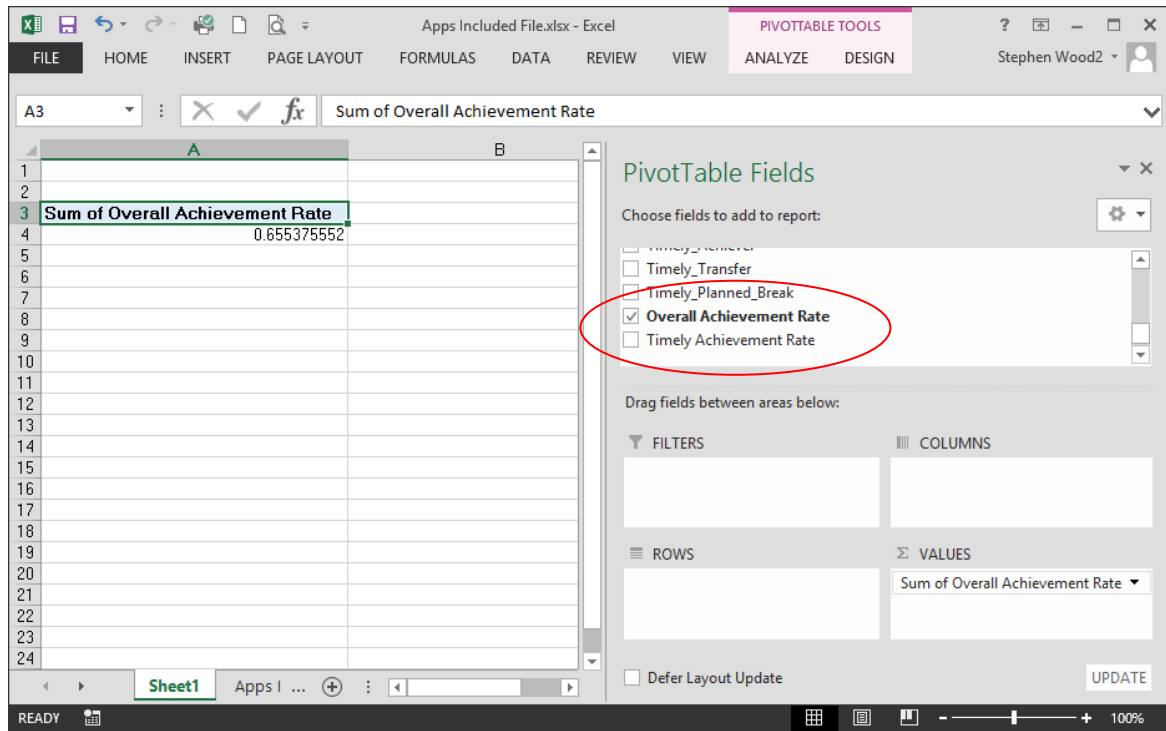 Apps Included File.xlsx - Excel
PIVOTTABLE TOOLS
?
FILE HOME INSERT PAGE LAYOUT FORMULAS DATA REVIEW VIEW ANALYZE DESIGN
Stephen Wood2
A3
fx
Sum of Overall Achievement Rate
A B
1
2
3 Sum of Overall Achievement Rate
4 0.655375552
5
6
7
8
9
10
11
12
13
14
15
16
17
18
19
20
21
22
23
24
PivotTable Fields
Choose fields to add to report:
Timely_Achiever
Timely_Transfer
Timely_Planned_Break
Overall Achievement Rate
Timely Achievement Rate
Drag fields between areas below:
FILTERS
COLUMNS
ROWS
Σ VALUES
Sum of Overall Achievement Rate
Defer Layout Update
UPDATE
Sheet1
Apps I ...
READY
100%